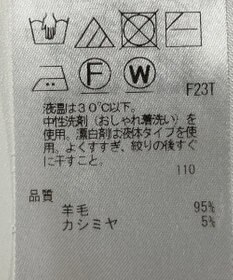 F W
F23T
液温は30℃以下。
中性洗剤（おしゃれ着洗い）を
使用、漂白剤は液体タイプを使
用。よくすすぎ、絞りの後すぐ
に干すこと。
110
品質
羊毛 95%
カシミヤ 5%